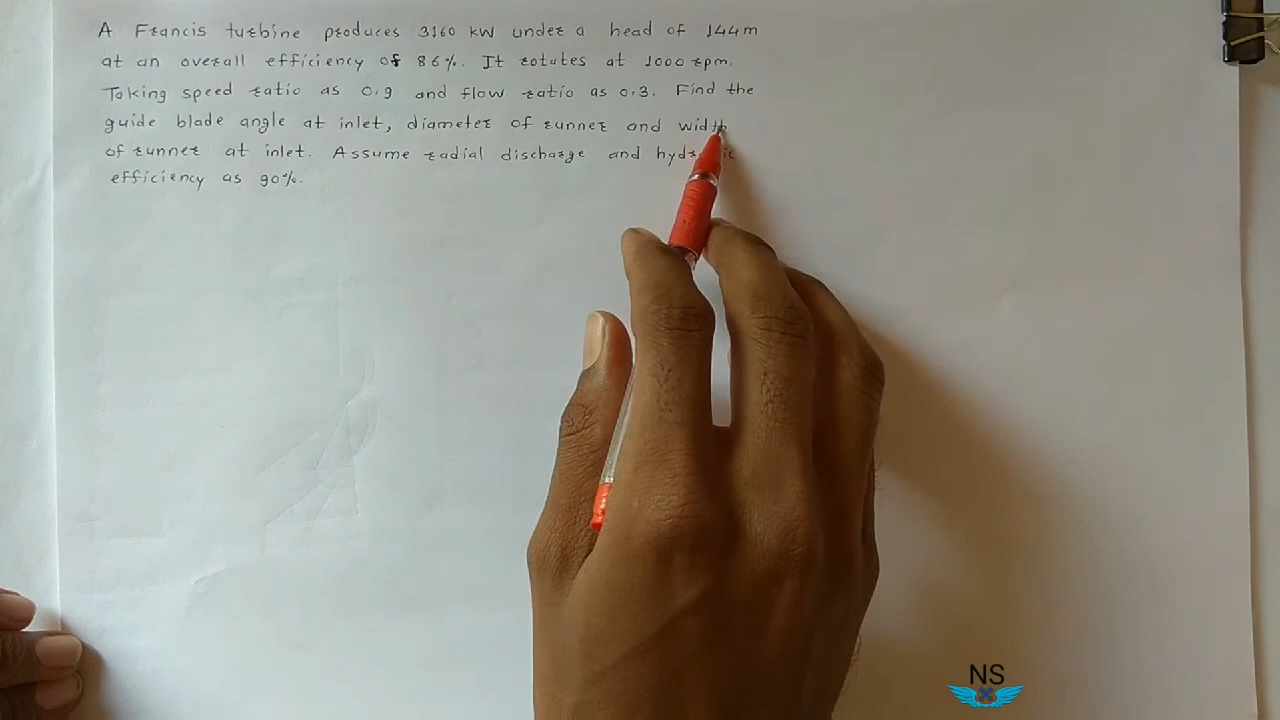 A Francis turbine produces 3160 kW under a head of 144m
at an overall efficiency of 86%. It rotates at 1000 rpm.
Taking speed ratio as 0.9 and flow ratio as 0.3. Find the
guide blade angle at inlet, diameter of runner and width
of runner at inlet. Assume radial discharge and
efficiency as 90%.
NS